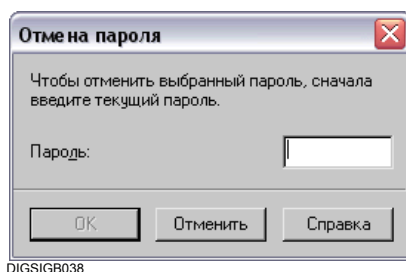 Отмена пароля
Чтобы отменить выбранный пароль, сначала
введите текущий пароль.
Пароль:
OK
Отменить
Справка
DIGSIGB038